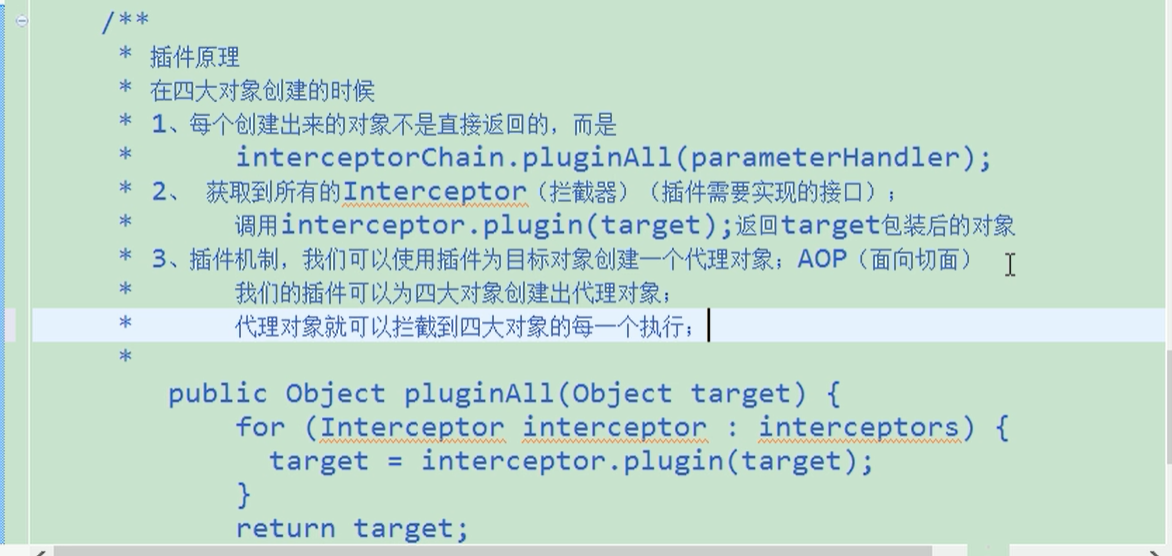 /**
* 插件原理
* 在四大对象创建的时候
* 1、每个创建出来的对象不是直接返回的，而是
* interceptorChain.pluginAll(parameterHandler);
* 2、 获取到所有的Interceptor（拦截器）（插件需要实现的接口）；
* 调用interceptor.plugin(target);返回target包装后的对象
* 3、插件机制，我们可以使用插件为目标对象创建一个代理对象；AOP（面向切面）
* 我们的插件可以为四大对象创建出代理对象；
* 代理对象就可以拦截到四大对象的每一个执行；
*
public Object pluginAll(Object target) {
for (Interceptor interceptor : interceptors) {
target = interceptor.plugin(target);
}
return target;